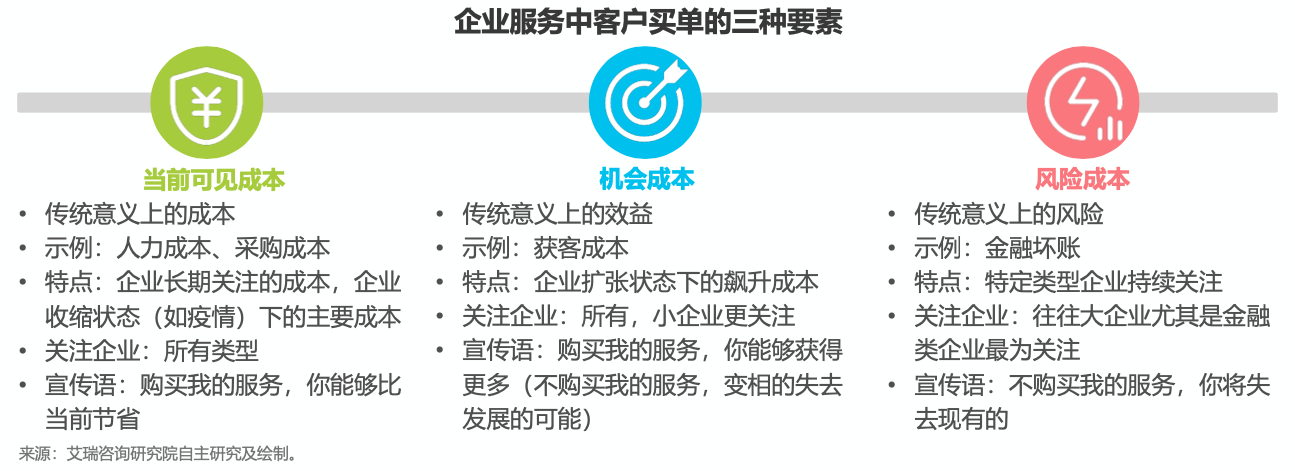 企业服务中客户买单的三种要素
当前可见成本
• 传统意义上的成本
• 示例：人力成本、采购成本
• 特点：企业长期关注的成本，企业
收缩状态（如疫情）下的主要成本
• 关注企业：所有类型
• 宣传语：购买我的服务，你能够比
当前节省
机会成本
• 传统意义上的效益
• 示例：获客成本
• 特点：企业扩张状态下的飙升成本
• 关注企业：所有，小企业更关注
• 宣传语：购买我的服务，你能够获得
更多（不购买我的服务，变相的失去
发展的可能）
风险成本
• 传统意义上的风险
• 示例：金融坏账
• 特点：特定类型企业持续关注
• 关注企业：往往大企业尤其是金融
类企业最为关注
• 宣传语：不购买我的服务，你将失
去现有的
来源：艾瑞咨询研究院自主研究及绘制。